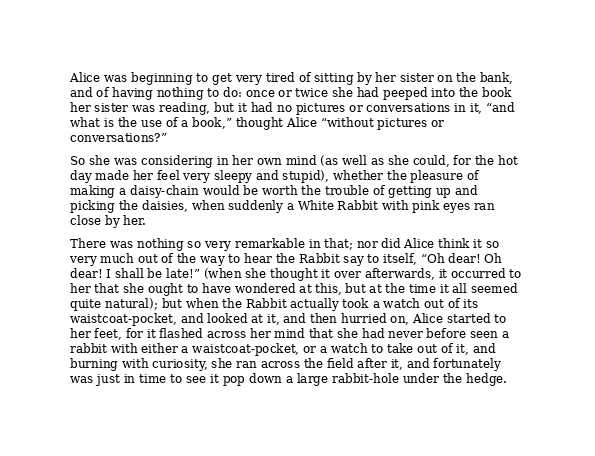 Alice was beginning to get very tired of sitting by her sister on the bank,
and of having nothing to do: once or twice she had peeped into the book
her sister was reading, but it had no pictures or conversations in it, “and
what is the use of a book,” thought Alice “without pictures or
conversations?”
So she was considering in her own mind (as well as she could, for the hot
day made her feel very sleepy and stupid), whether the pleasure of
making a daisy-chain would be worth the trouble of getting up and
picking the daisies, when suddenly a White Rabbit with pink eyes ran
close by her.
There was nothing so very remarkable in that; nor did Alice think it so
very much out of the way to hear the Rabbit say to itself, “Oh dear! Oh
dear! I shall be late!” (when she thought it over afterwards, it occurred to
her that she ought to have wondered at this, but at the time it all seemed
quite natural); but when the Rabbit actually took a watch out of its
waistcoat-pocket, and looked at it, and then hurried on, Alice started to
her feet, for it flashed across her mind that she had never before seen a
rabbit with either a waistcoat-pocket, or a watch to take out of it, and
burning with curiosity, she ran across the field after it, and fortunately
was just in time to see it pop down a large rabbit-hole under the hedge.